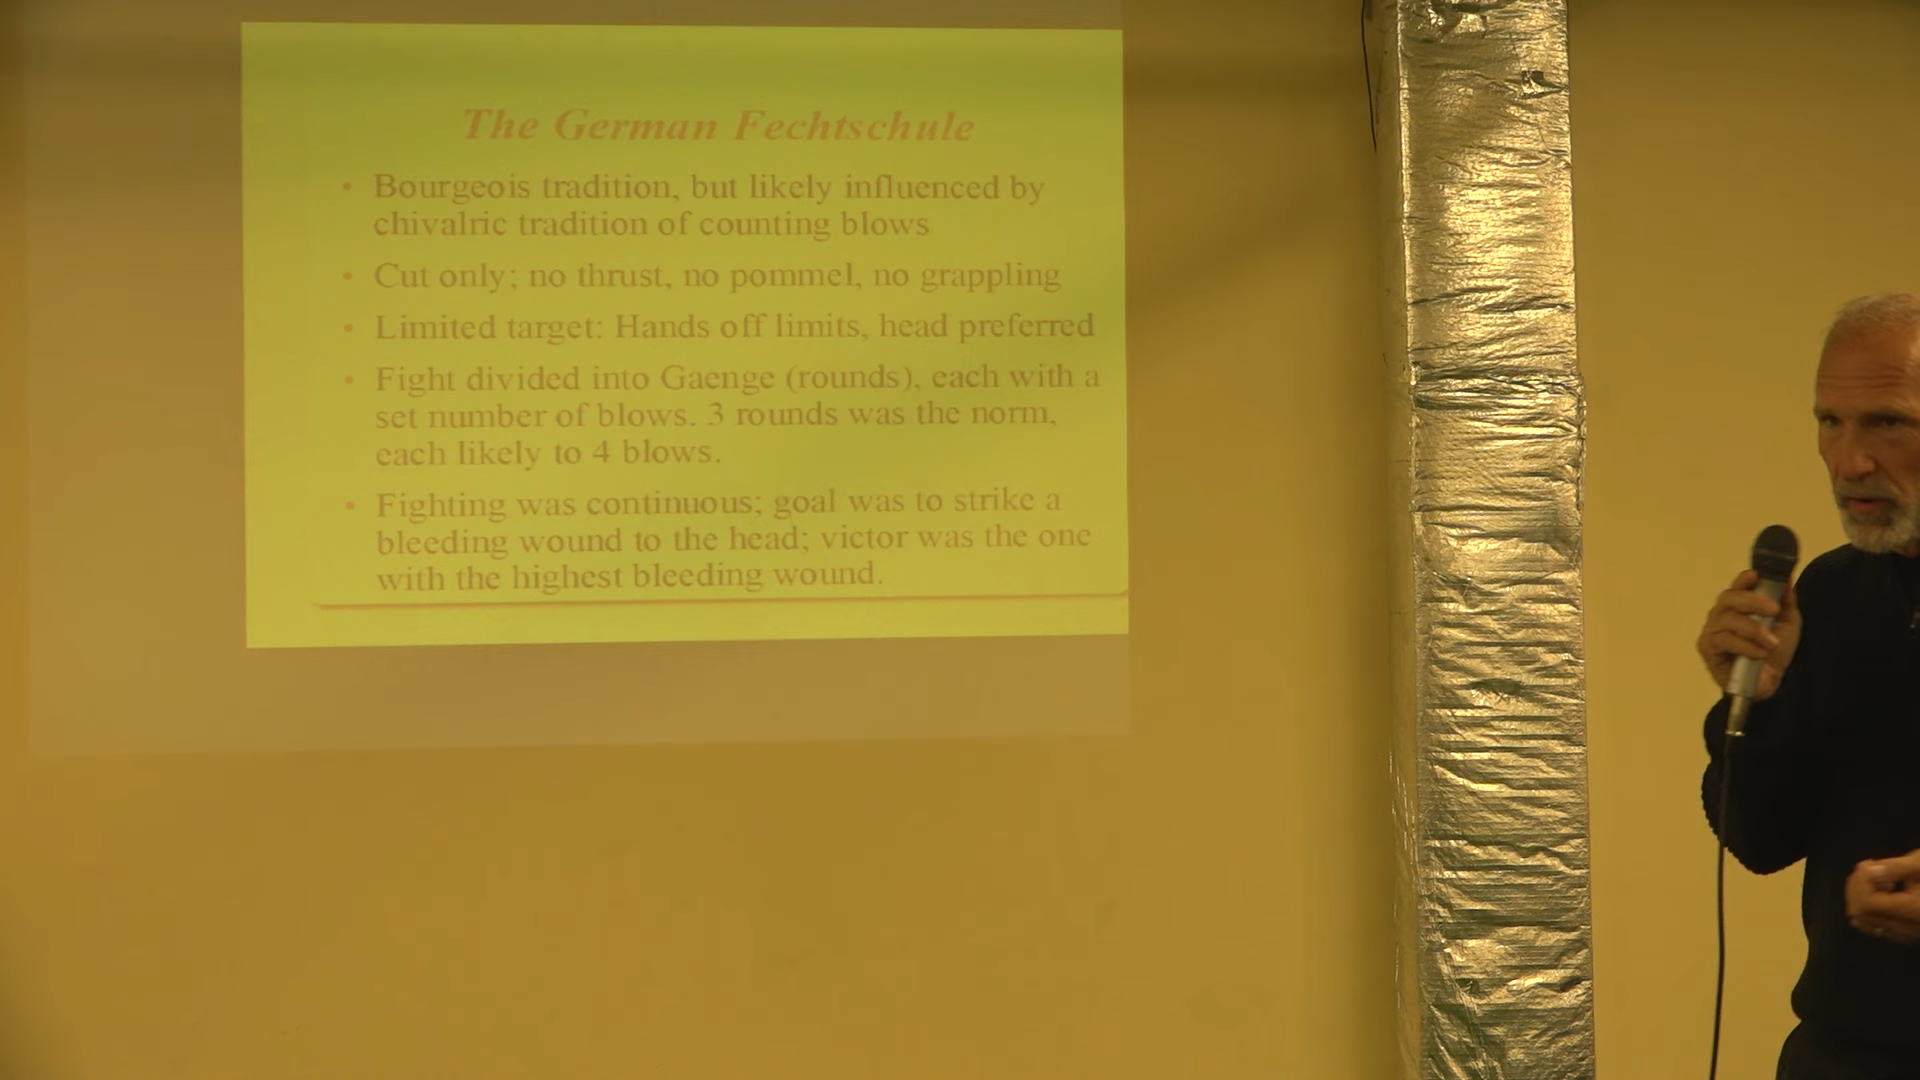 The German Fechtschule
• Bourgeois tradition, but likely influenced by
chivalric tradition of counting blows
• Cut only; no thrust, no pommel, no grappling
• Limited target: Hands off limits, head preferred
• Fight divided into Gaenge (rounds), each with a
set number of blows. 3 rounds was the norm,
each likely to 4 blows.
• Fighting was continuous; goal was to strike a
bleeding wound to the head; victor was the one
with the highest bleeding wound.